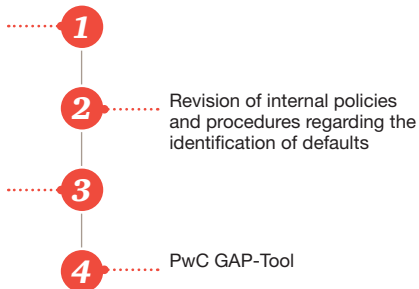 1
2
Revision of internal policies
and procedures regarding the
identification of defaults
3
4
PwC GAP-Tool